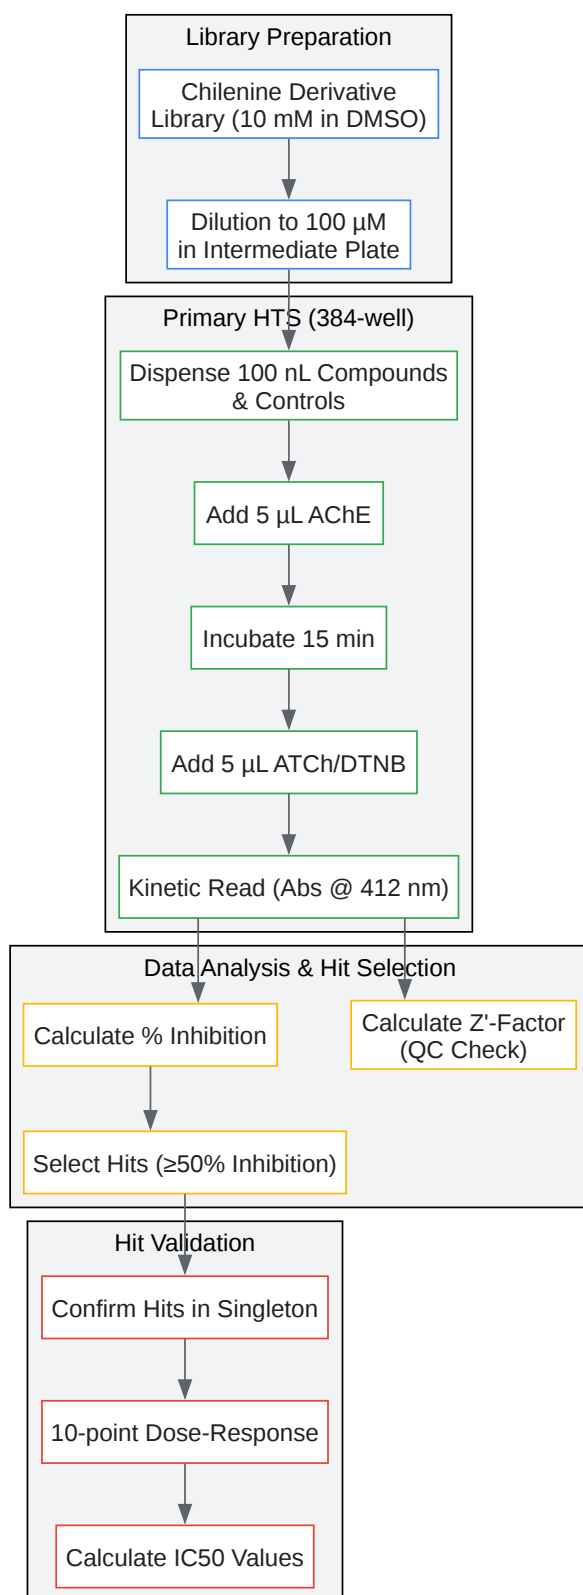 Library Preparation
Chilenine Derivative
Library (10 mM in DMSO)
Dilution to 100 µM
in Intermediate Plate
Primary HTS (384-well)
Dispense 100 nL Compounds
& Controls
Add 5 µL AChE
Incubate 15 min
Add 5 µL ATCh/DTNB
Kinetic Read (Abs @ 412 nm)
Data Analysis & Hit Selection
Calculate % Inhibition
Calculate Z'-Factor
(QC Check)
Select Hits (≥50% Inhibition)
Hit Validation
Confirm Hits in Singleton
10-point Dose-Response
Calculate IC50 Values